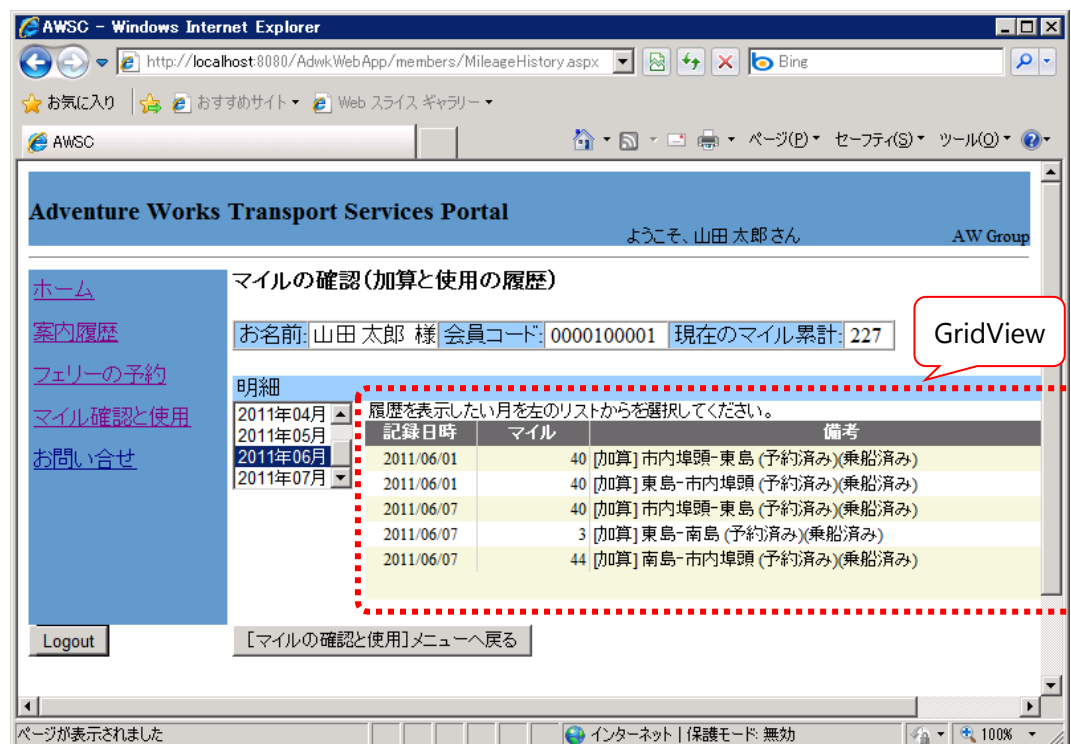 AWSC - Windows Internet Explorer
http://localhost:8080/AdwkWebApp/members/MileageHistory.aspx
Bing
お気に入り おすすめサイト Web スライス ギャラリー
AWSC ページ(P) セーフティ(S) ツール(O)
Adventure Works Transport Services Portal
ようこそ、山田 太郎さん AW Group
ホーム
案内履歴
フェリーの予約
マイル確認と使用
お問い合せ
Logout
マイルの確認(加算と使用の履歴)
お名前: 山田 太郎 様 会員コード: 0000100001 現在のマイル累計: 227
GridView
明細
2011年04月
2011年05月
2011年06月
2011年07月
履歴を表示したい月を左のリストからを選択してください。
記録日時 マイル 備考
2011/06/01 40 [加算] 市内埠頭-東島 (予約済み)(乗船済み)
2011/06/01 40 [加算] 東島-市内埠頭 (予約済み)(乗船済み)
2011/06/07 40 [加算] 市内埠頭-東島 (予約済み)(乗船済み)
2011/06/07 3 [加算] 東島-南島 (予約済み)(乗船済み)
2011/06/07 44 [加算] 南島-市内埠頭 (予約済み)(乗船済み)
[マイルの確認と使用]メニューへ戻る
ページが表示されました インターネット | 保護モード: 無効 100%